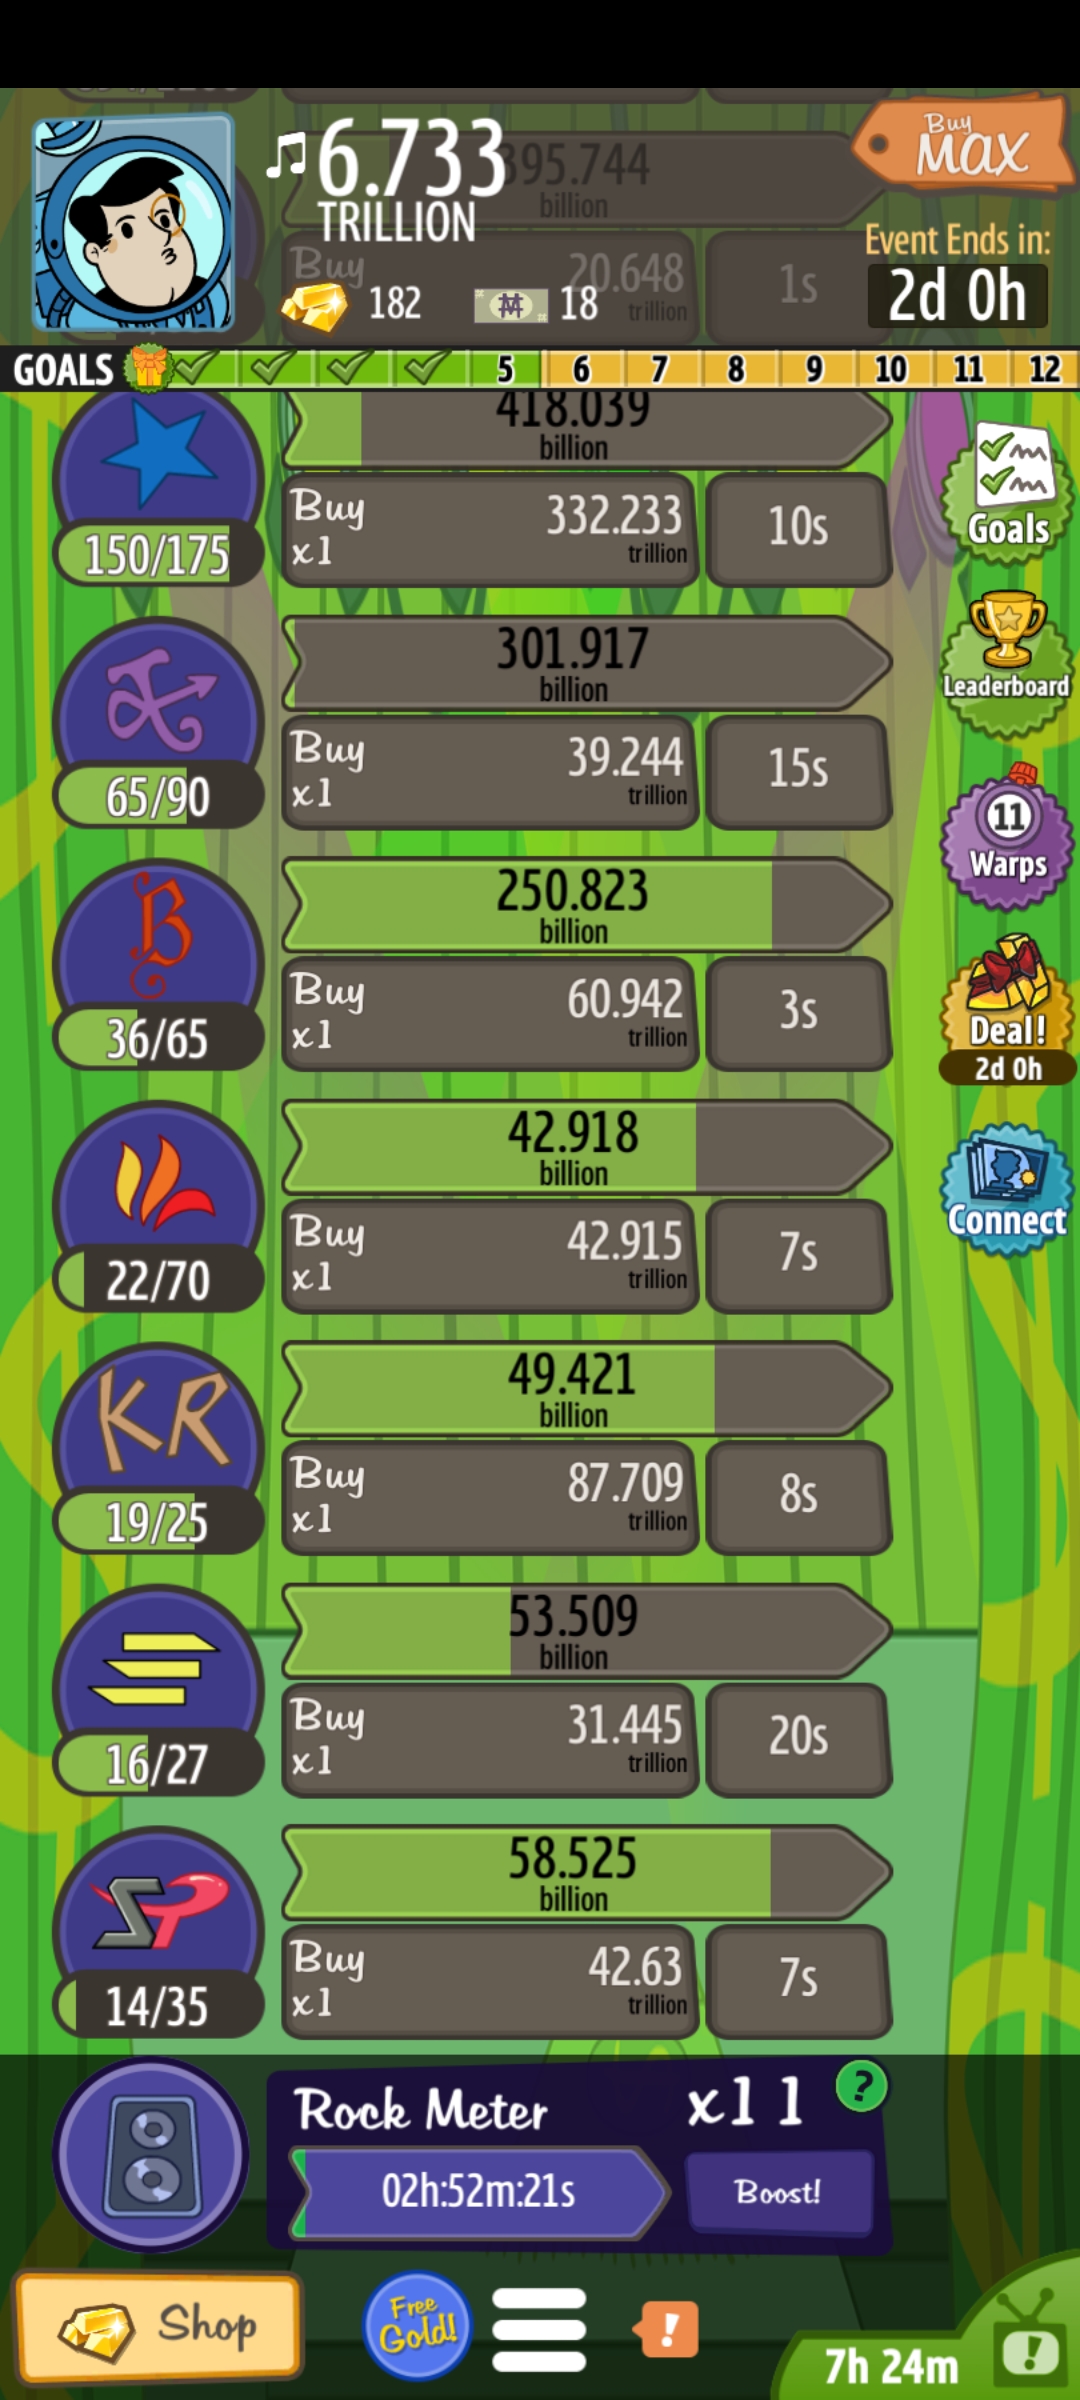 6.733
TRILLION
395.744
billion
Buy
MAX
Event Ends in:
2d 0h
Buy
20.648
trillion
1s
182
18
GOALS 5 6 7 8 9 10 11 12
418.039
billion
Buy
x1
332.233
trillion
10s
150/175
Goals
301.917
billion
Buy
x1
39.244
trillion
15s
65/90
Leaderboard
11
Warps
B
250.823
billion
Buy
x1
60.942
trillion
3s
36/65
Deal!
2d 0h
42.918
billion
Buy
x1
42.915
trillion
7s
22/70
Connect
KR
49.421
billion
Buy
x1
87.709
trillion
8s
19/25
53.509
billion
Buy
x1
31.445
trillion
20s
16/27
SP
58.525
billion
Buy
x1
42.63
trillion
7s
14/35
Rock Meter
x11
?
02h:52m:21s
Boost!
Shop
Free
Gold!
!
7h 24m
!